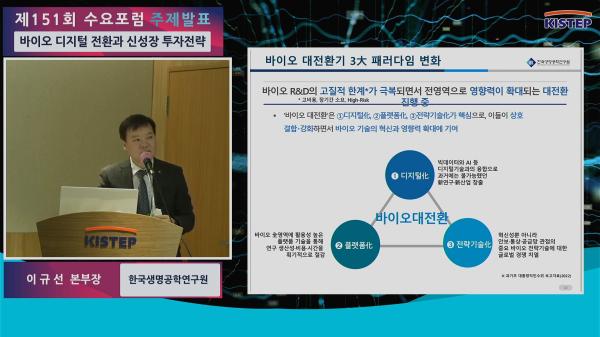 제151회 수요포럼 주제발표
바이오 디지털 전환과 신성장 투자전략
KISTEP
이규선 본부장
한국생명공학연구원
KISTEP
바이오 대전환기 3大 패러다임 변화
한국생명공학연구원
바이오 R&D의 고질적 한계*가 극복되면서 전영역으로 영향력이 확대되는 대전환
진행 중
* 고비용, 장기간 소요, High-Risk
• '바이오 대전환'은 ①디지털化, ②플랫폼化, ③전략기술化가 핵심으로, 이들이 상호
결합·강화하면서 바이오 기술의 혁신과 영향력 확대에 기여
① 디지털化
빅데이터와 AI 등
디지털기술과의 융합으로
과거에는 불가능했던
新연구·新산업 창출
바이오대전환
바이오 全영역에 활용성 높은
플랫폼 기술을 통해
연구 생산성·비용·시간을
획기적으로 절감
② 플랫폼化
③ 전략기술化
혁신성뿐 아니라
안보·통상·공급망 관점의
중요 바이오 전략기술에 대한
글로벌 경쟁 치열